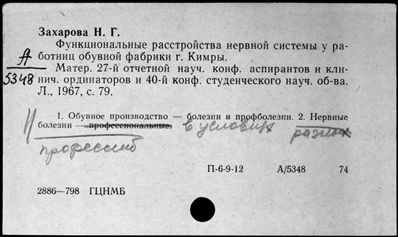 Захарова Н. Г.
Функциональные расстройства нервной системы у ра-
ботниц обувной фабрики г. Кимры.
А
5348
Матер. 27-й отчетной науч. конф. аспирантов и кли-
нич. ординаторов и 40-й конф. студенческого науч. об-ва.
Л., 1967, с. 79.
1. Обувное производство — болезни и профболезни. 2. Нервные
болезни — профессиональные в условиях разных
профессий
П-6-9-12 А/5348 74
2886—798 ГЦНМБ